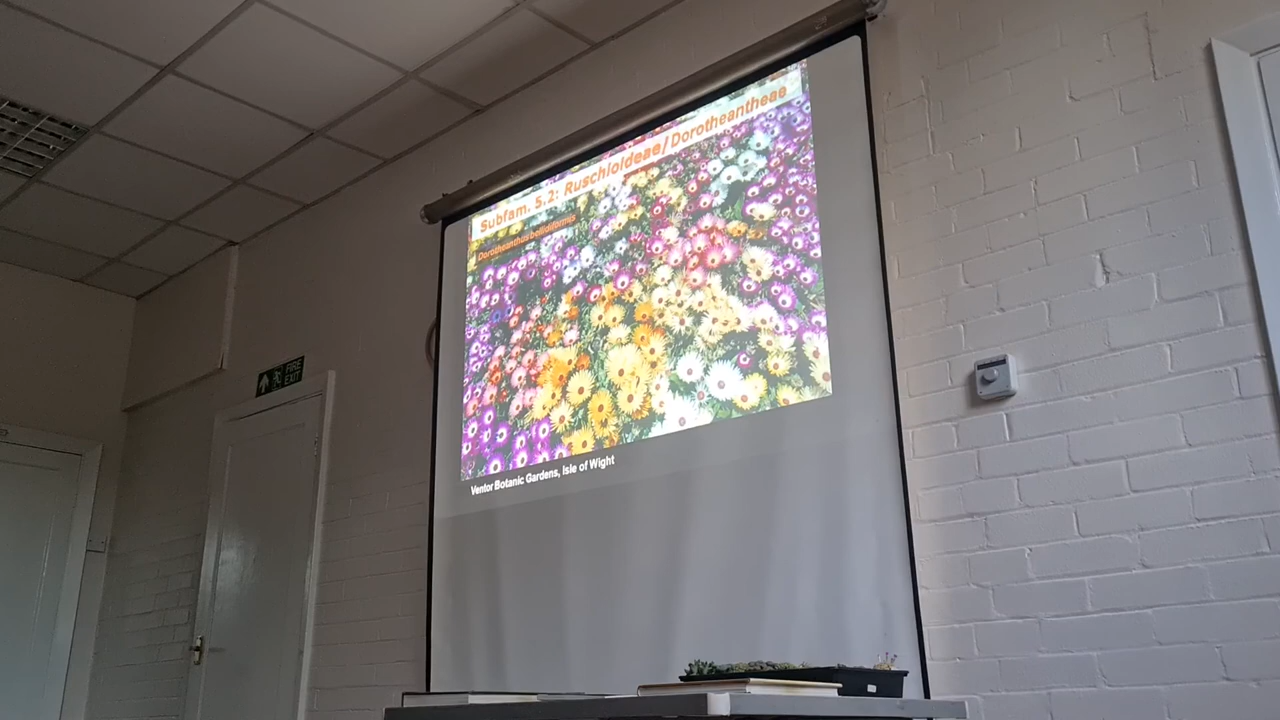 Subfam. 5.2: Ruschioideae/Dorotheantheae
Dorotheanthus bellidiformis
Ventor Botanic Gardens, Isle of Wight
FIRE
EXIT